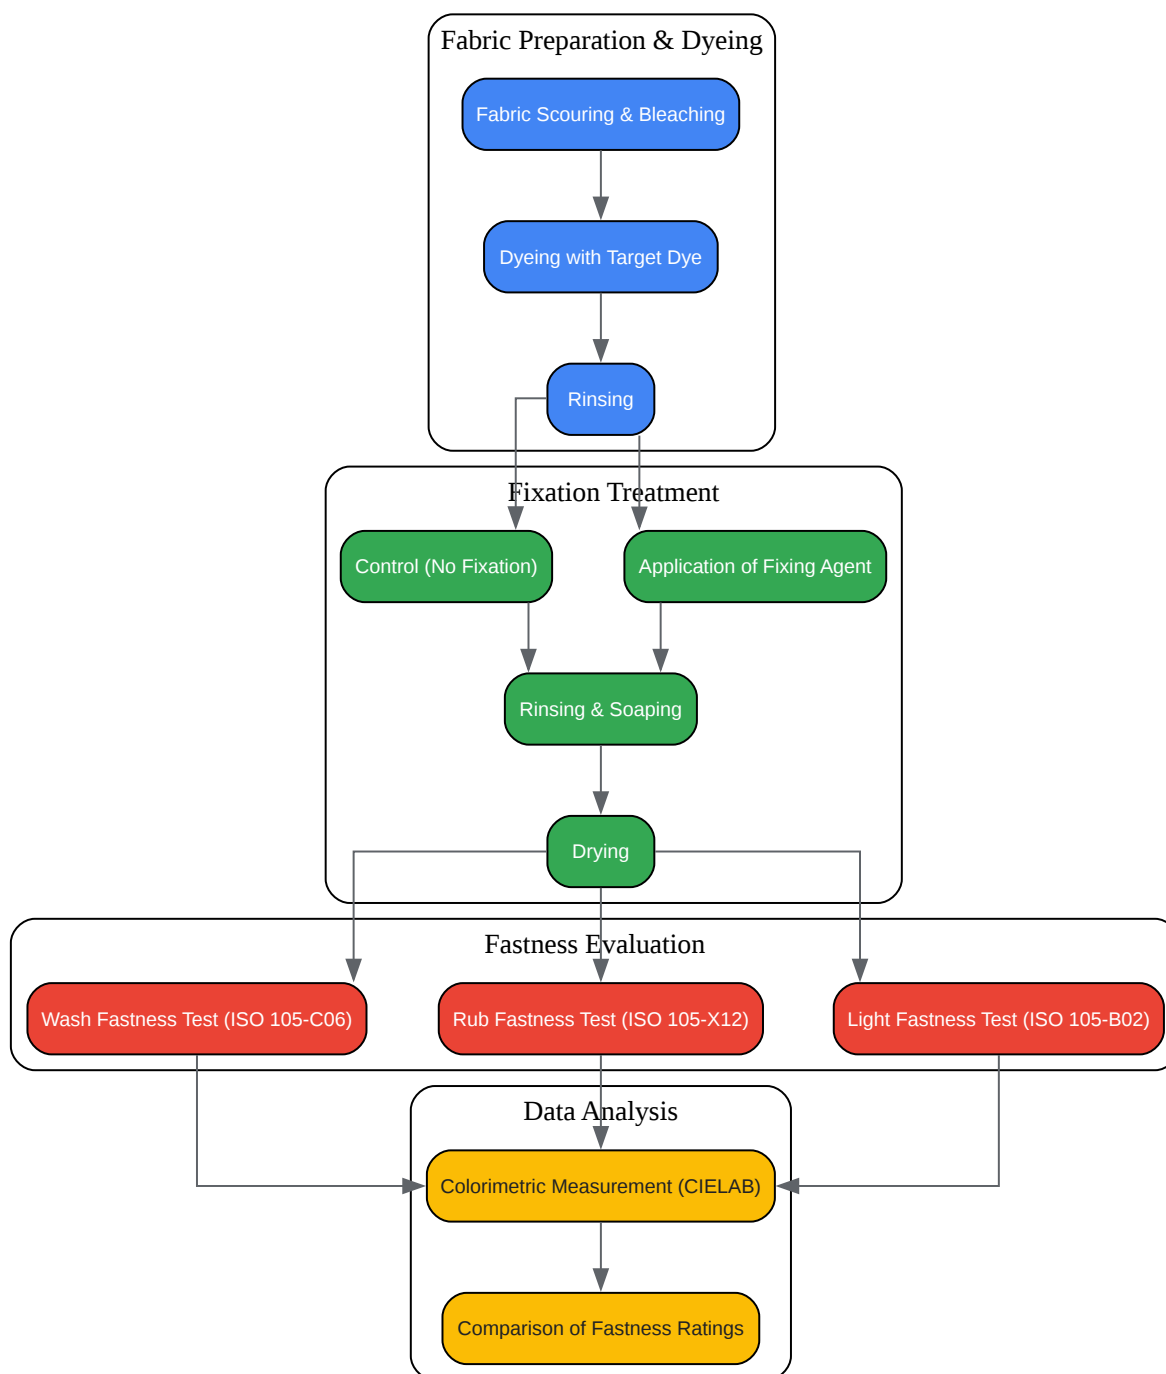 Fabric Preparation & Dyeing
Fabric Scouring & Bleaching
Dyeing with Target Dye
Rinsing
Fixation Treatment
Control (No Fixation)
Application of Fixing Agent
Rinsing & Soaping
Drying
Fastness Evaluation
Wash Fastness Test (ISO 105-C06)
Rub Fastness Test (ISO 105-X12)
Light Fastness Test (ISO 105-B02)
Data Analysis
Colorimetric Measurement (CIELAB)
Comparison of Fastness Ratings